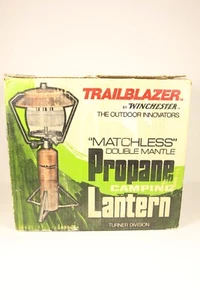 TRAILBLAZER
BY WINCHESTER
THE OUTDOOR INNOVATORS
"MATCHLESS"
DOUBLE MANTLE
Propane
CAMPING
Lantern
TURNER DIVISION